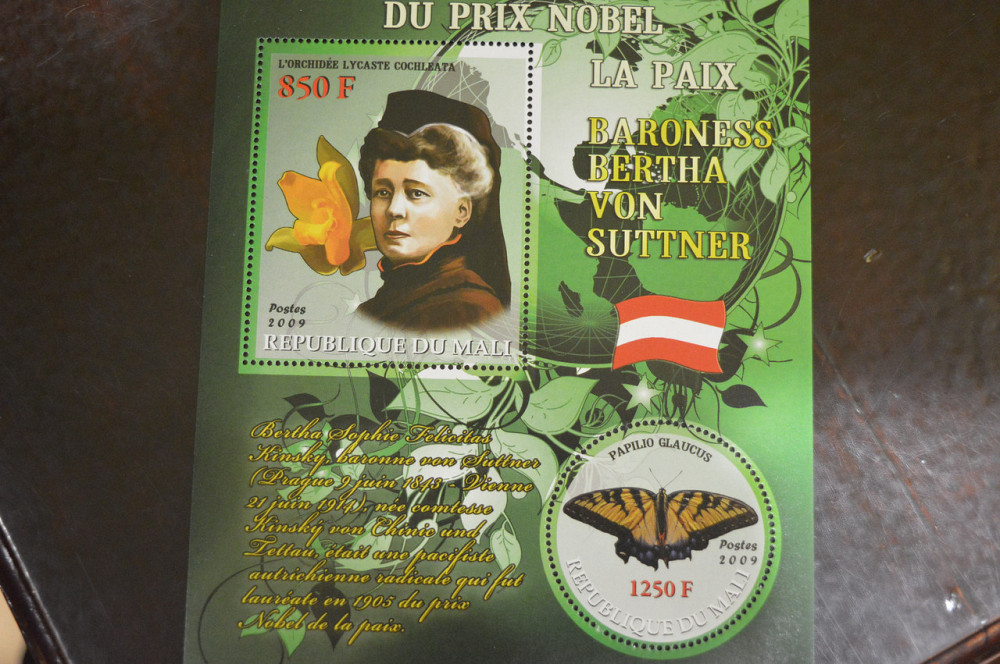 DU PRIX NOBEL
LA PAIX
BARONESS
BERTHA
VON
SUTTNER
L'ORCHIDÉE LYCASTE COCHLEATA
850 F
Postes
2009
REPUBLIQUE DU MALI
Bertha Sophie Felicitas
Kinsky, baronne von Suttner
(Prague 9 juin 1843 - Vienne
21 juin 1914), née comtesse
Kinský von Chinic und
Tettau, était une pacifiste
autrichienne radicale qui fut
lauréate en 1905 du prix
Nobel de la paix.
PAPILIO GLAUCUS
Postes
2009
1250 F
REPUBLIQUE DU MALI